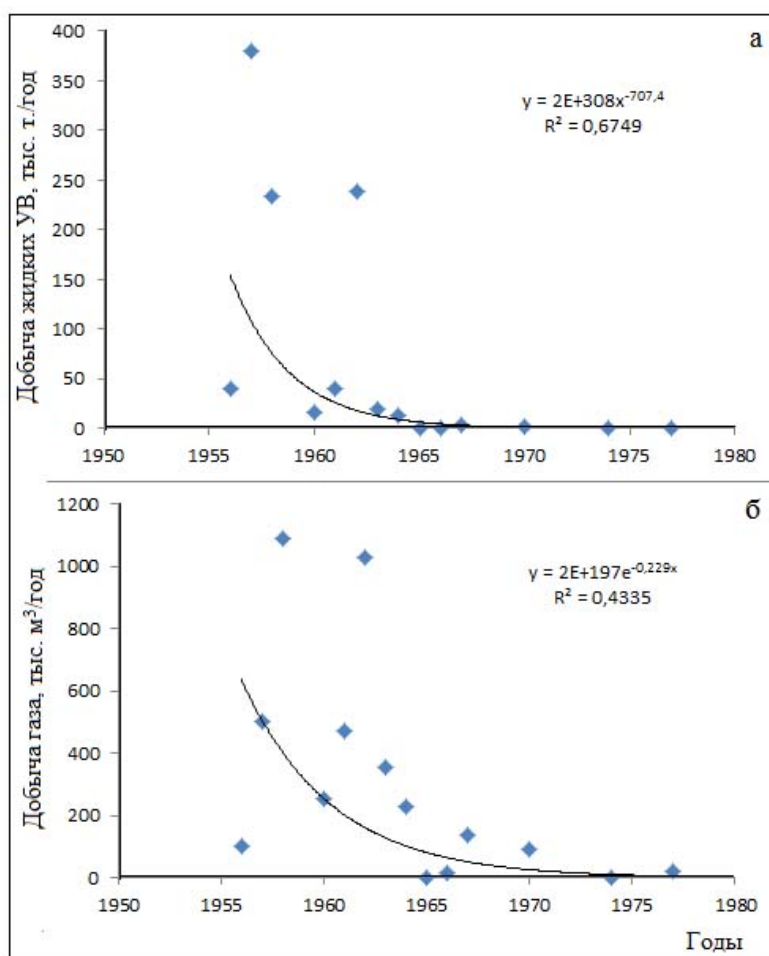 а
400
350
300
250
200
150
100
50
0
Добыча жидких УВ, тыс. т./год
y = 2E+308x^-707,4
R² = 0,6749
1950 1955 1960 1965 1970 1975 1980
б
1200
1000
800
600
400
200
0
Добыча газа, тыс. м³/год
y = 2E+197e^-0,229x
R² = 0,4335
1950 1955 1960 1965 1970 1975 1980
Годы